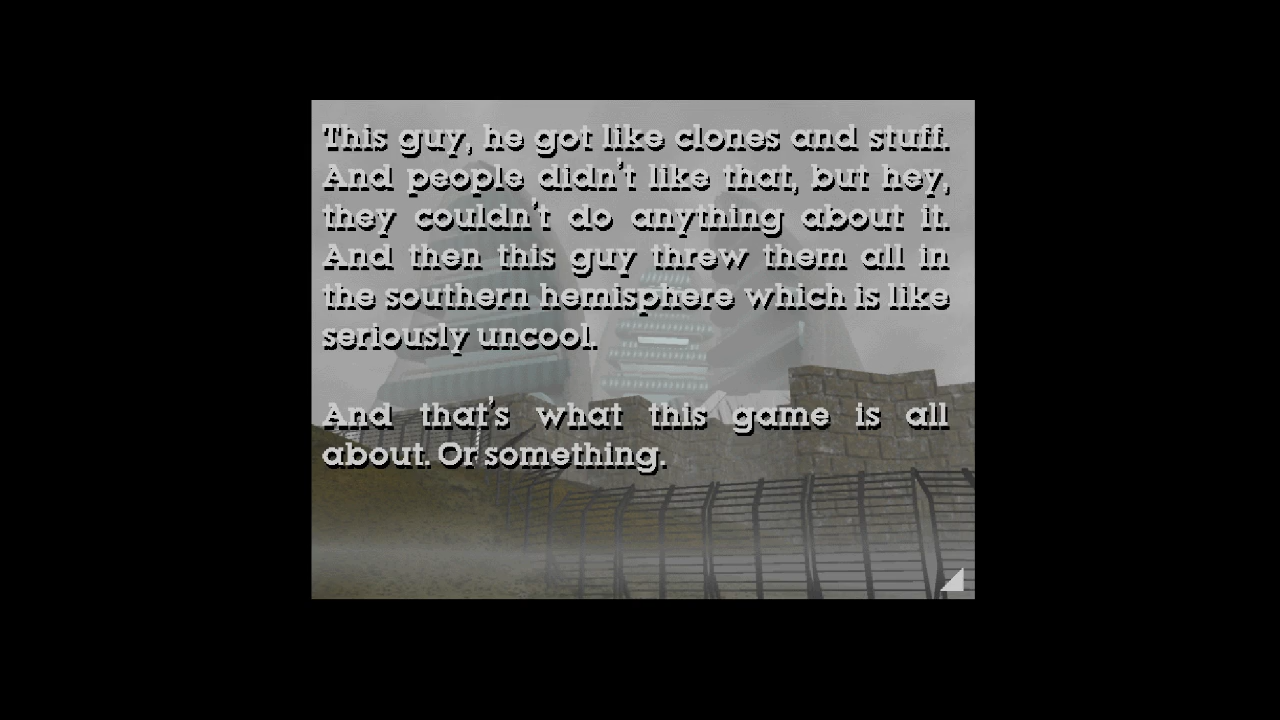 This guy, he got like clones and stuff.
And people didn't like that, but hey,
they couldn't do anything about it.
And then this guy threw them all in
the southern hemisphere which is like
seriously uncool.
And that's what this game is all
about. Or something.